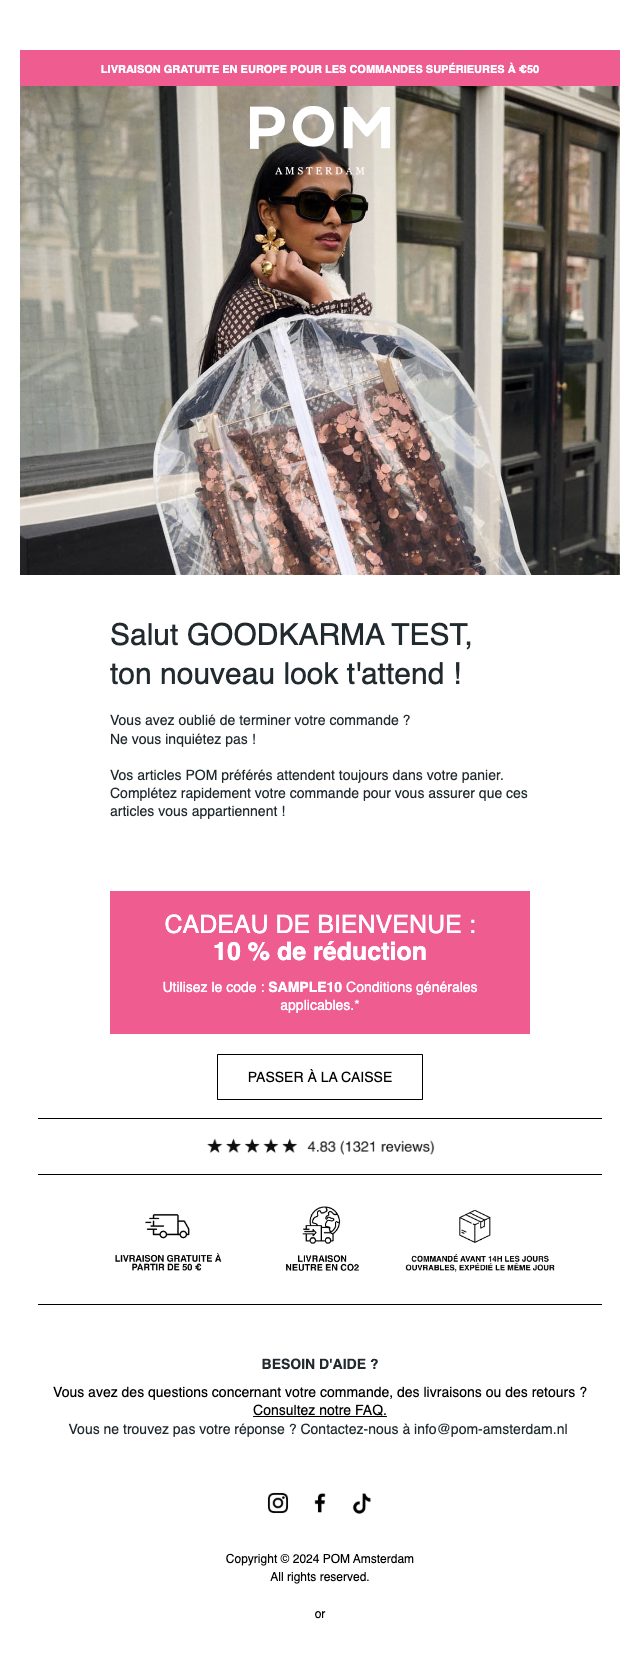 LIVRAISON GRATUITE EN EUROPE POUR LES COMMANDES SUPÉRIEURES À €50
POM
AMSTERDAM
Salut GOODKARMA TEST,
ton nouveau look t'attend !
Vous avez oublié de terminer votre commande ?
Ne vous inquiétez pas !
Vos articles POM préférés attendent toujours dans votre panier.
Complétez rapidement votre commande pour vous assurer que ces
articles vous appartiennent !
CADEAU DE BIENVENUE :
10 % de réduction
Utilisez le code : SAMPLE10 Conditions générales
applicables.*
PASSER À LA CAISSE
★★★★★ 4.83 (1321 reviews)
LIVRAISON GRATUITE À
PARTIR DE 50 €
LIVRAISON
NEUTRE EN CO2
COMMANDÉ AVANT 14H LES JOURS
OUVRABLES, EXPÉDIÉ LE MÊME JOUR
BESOIN D'AIDE ?
Vous avez des questions concernant votre commande, des livraisons ou des retours ?
Consultez notre FAQ.
Vous ne trouvez pas votre réponse ? Contactez-nous à info@pom-amsterdam.nl
Copyright © 2024 POM Amsterdam
All rights reserved.
or